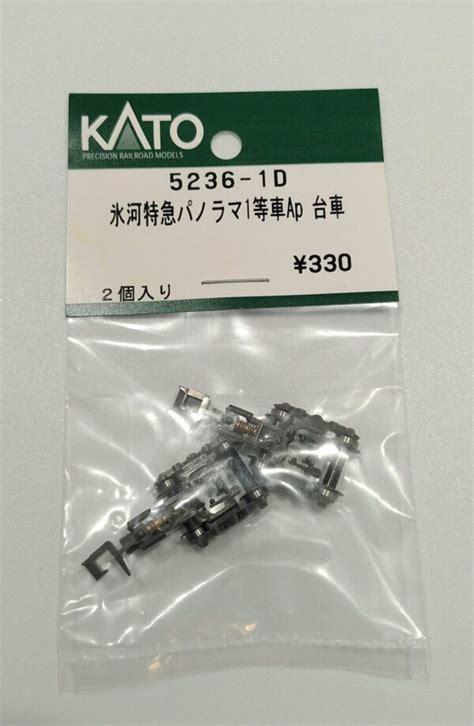 KATO
PRECISION RAILROAD MODELS
5236-1D
氷河特急パノラマ1等車Ap 台車
¥330
2個入り